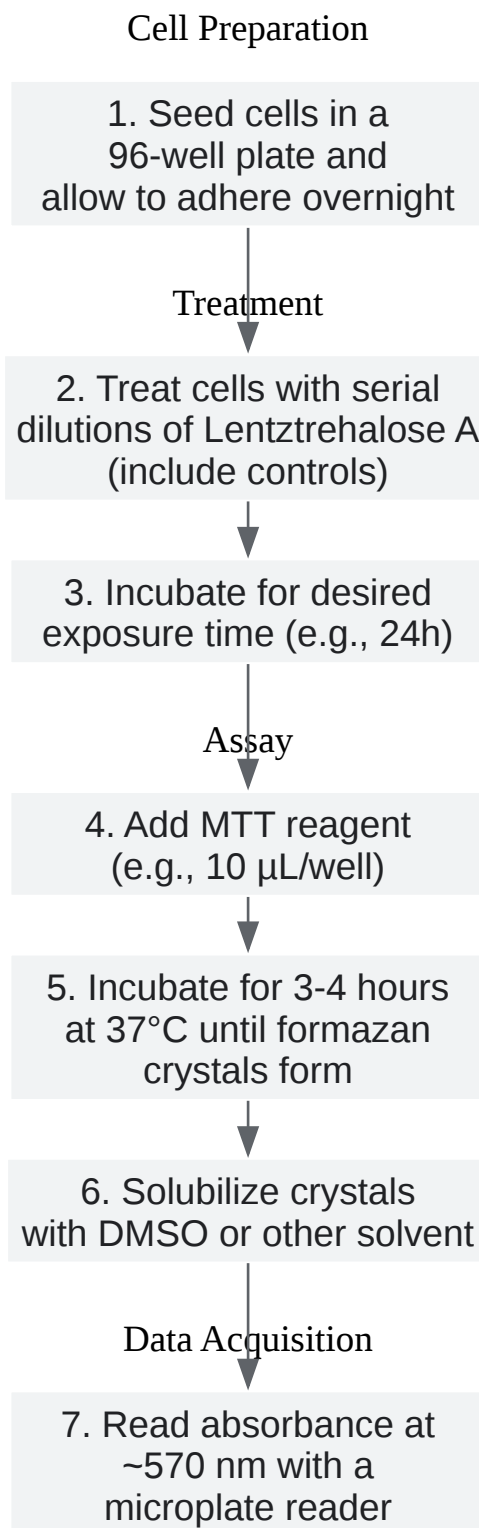 Cell Preparation
1. Seed cells in a
96-well plate and
allow to adhere overnight
Treatment
2. Treat cells with serial
dilutions of Lentztrehalose A
(include controls)
3. Incubate for desired
exposure time (e.g., 24h)
Assay
4. Add MTT reagent
(e.g., 10 µL/well)
5. Incubate for 3-4 hours
at 37°C until formazan
crystals form
6. Solubilize crystals
with DMSO or other solvent
Data Acquisition
7. Read absorbance at
~570 nm with a
microplate reader